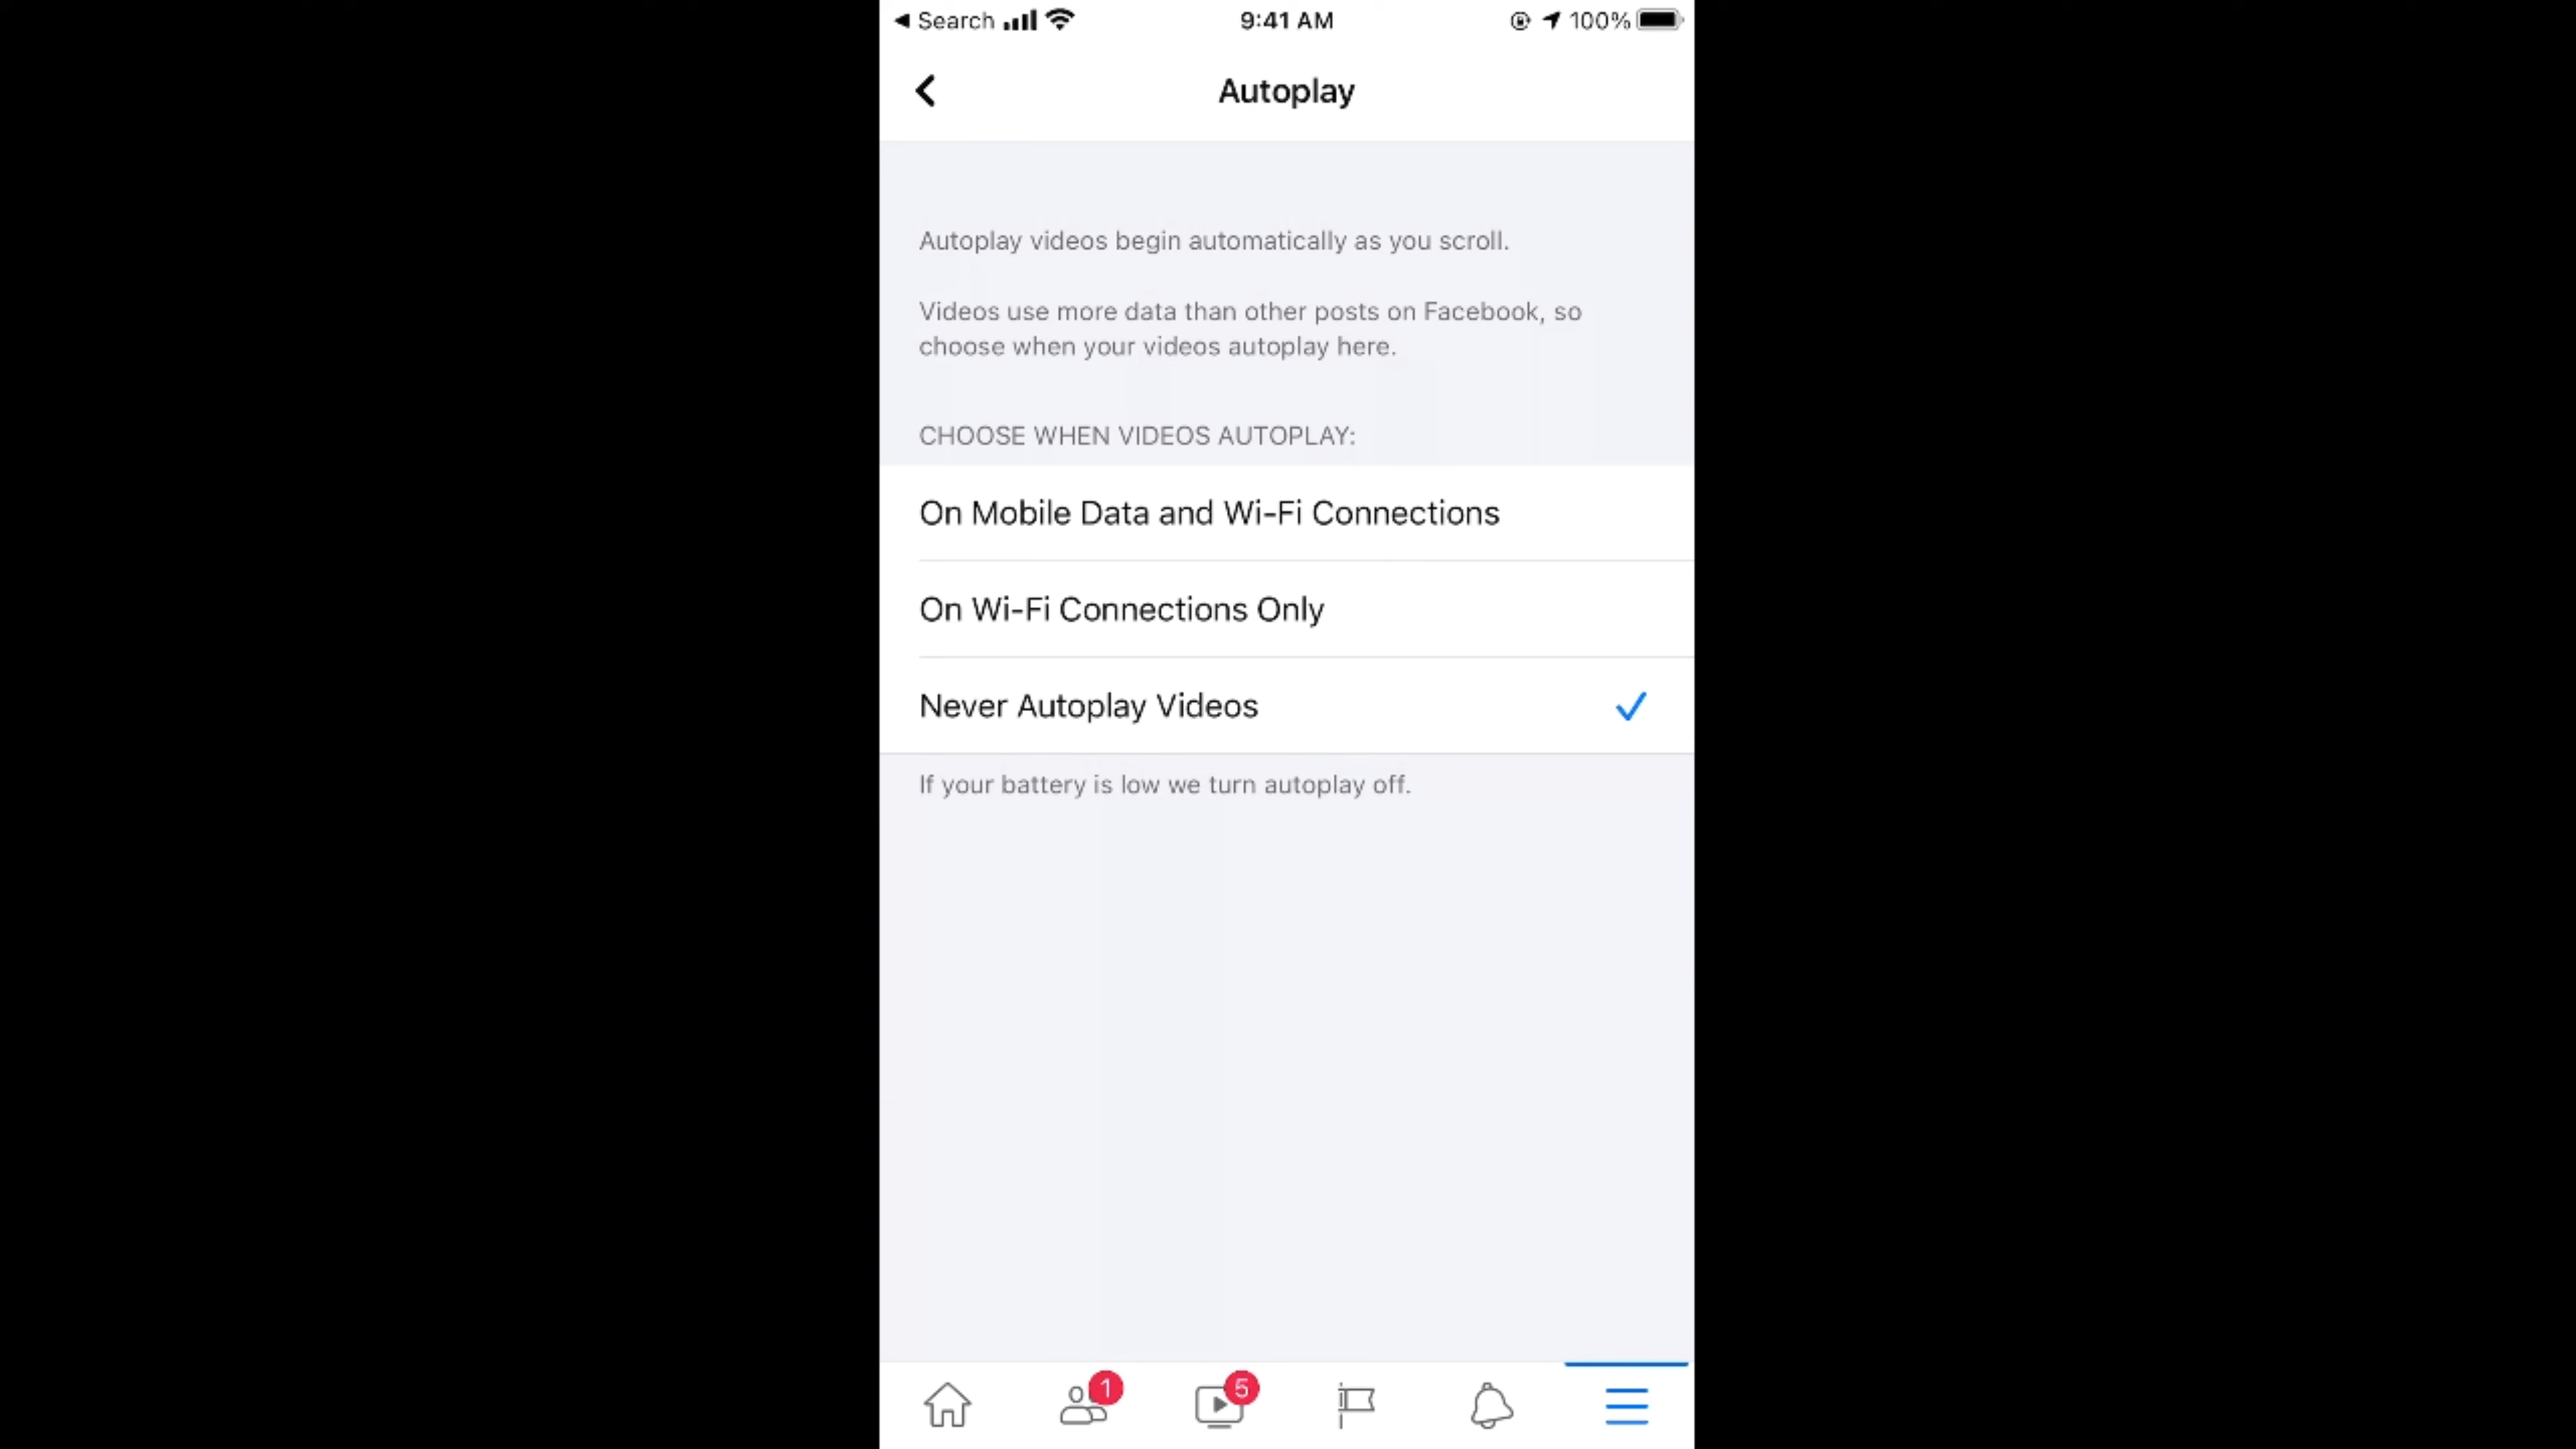 Search 9:41 AM 100%
Autoplay
Autoplay videos begin automatically as you scroll.
Videos use more data than other posts on Facebook, so
choose when your videos autoplay here.
CHOOSE WHEN VIDEOS AUTOPLAY:
On Mobile Data and Wi-Fi Connections
On Wi-Fi Connections Only
Never Autoplay Videos
If your battery is low we turn autoplay off.
1 5